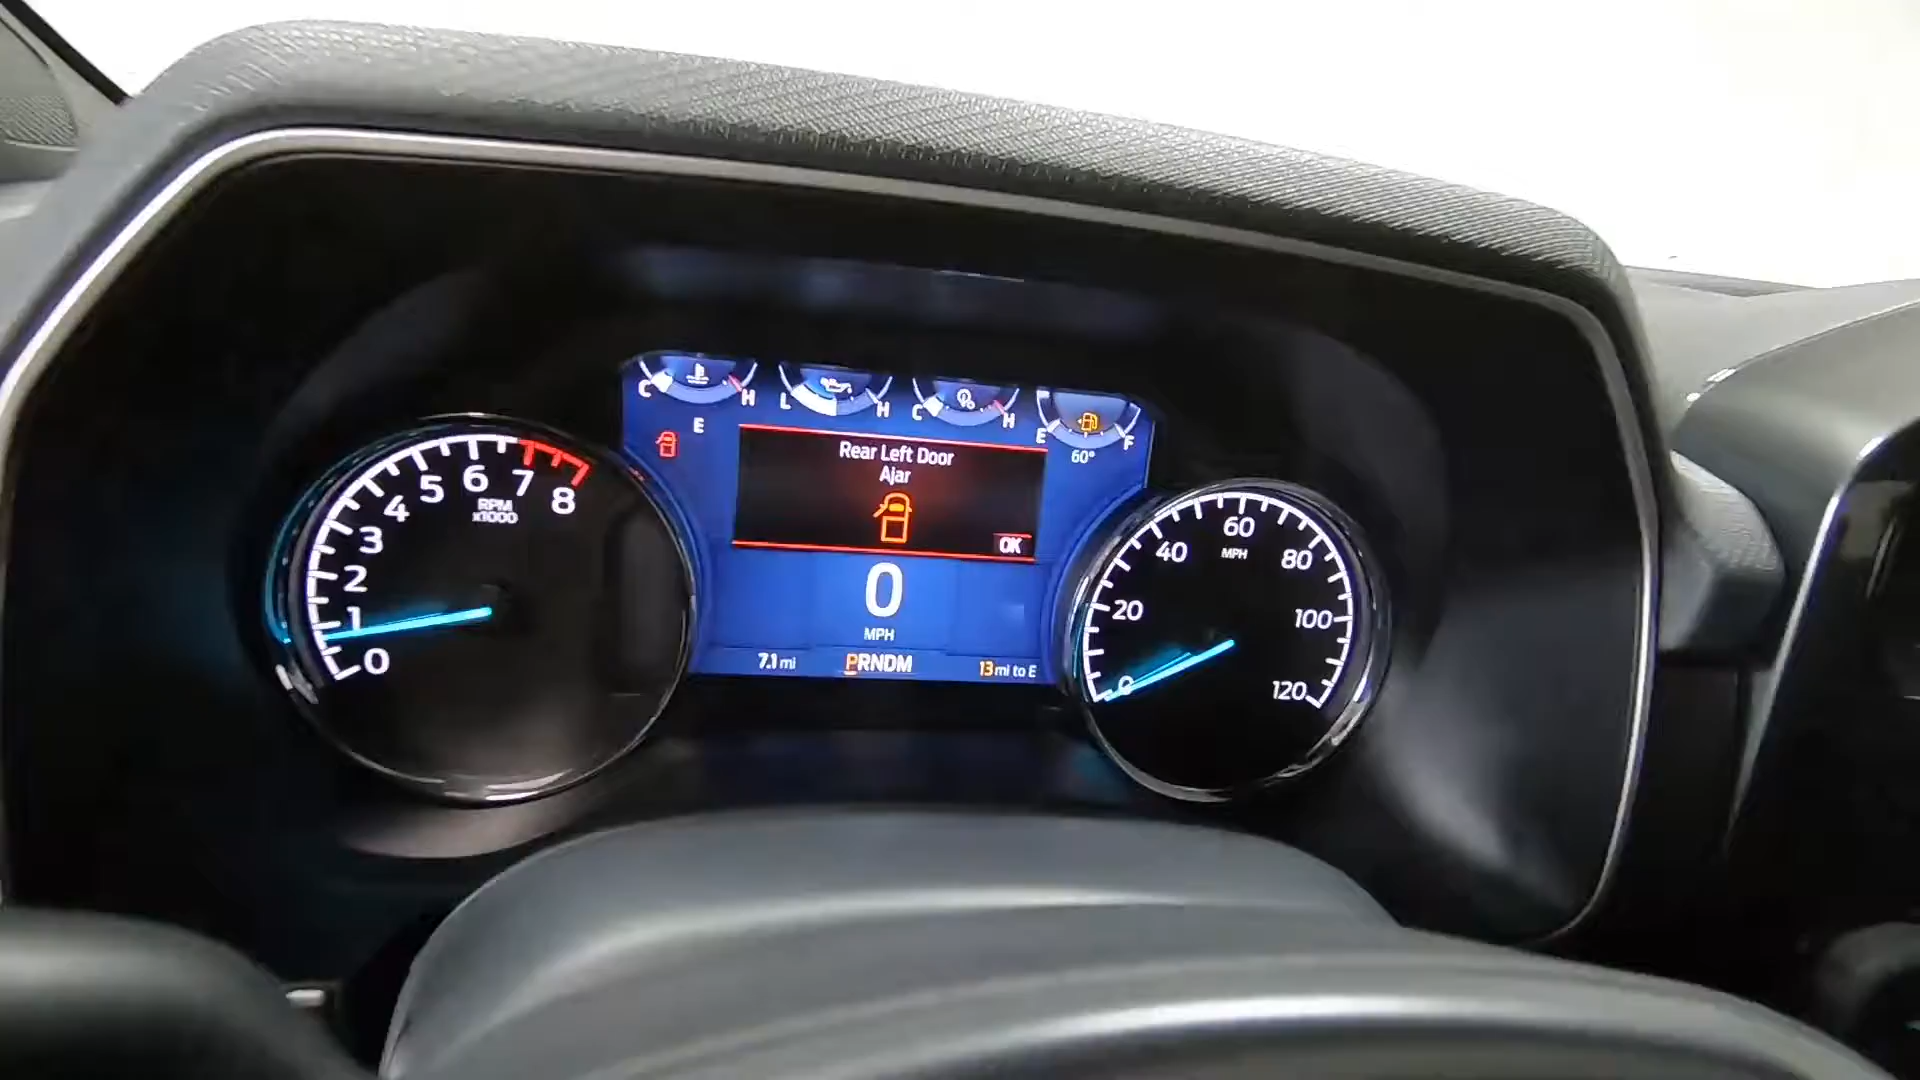 C H
L H
C H
E F
E
60°
Rear Left Door
Ajar
OK
0
MPH
7.1 mi
PRNDM
13 mi to E
0
1
2
3
4
5
6
7
8
RPM
x1000
0
20
40
60
80
100
120
MPH